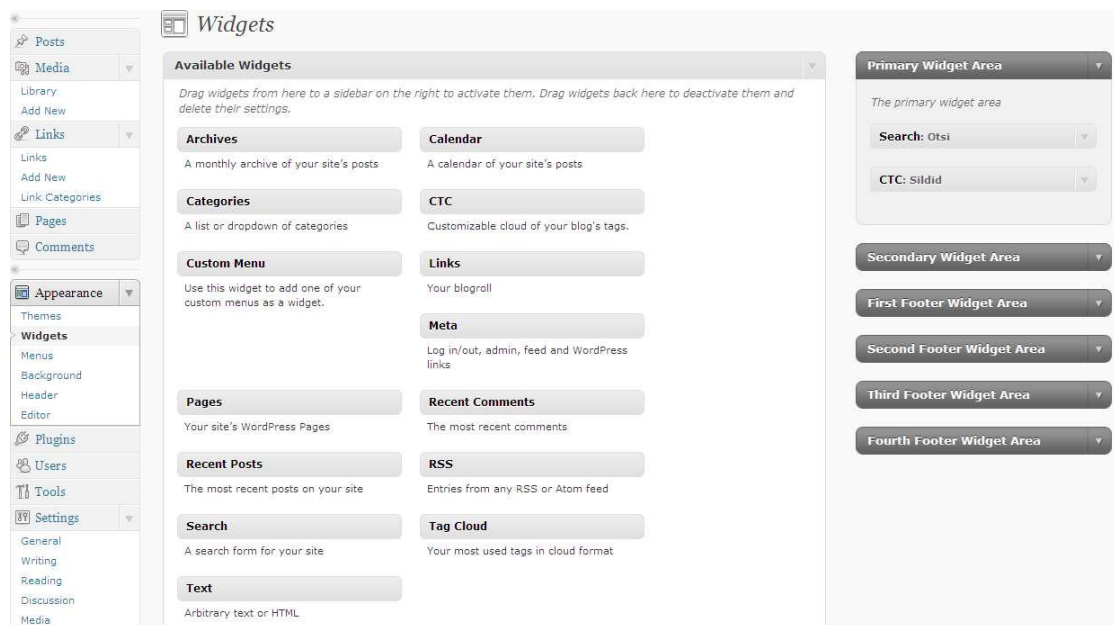 Posts
Media
Library
Add New
Links
Links
Add New
Link Categories
Pages
Comments
Appearance
Themes
Widgets
Menus
Background
Header
Editor
Plugins
Users
Tools
Settings
General
Writing
Reading
Discussion
Media
Widgets
Available Widgets
Drag widgets from here to a sidebar on the right to activate them. Drag widgets back here to deactivate them and
delete their settings.
Archives
A monthly archive of your site's posts
Calendar
A calendar of your site's posts
Categories
A list or dropdown of categories
CTC
Customizable cloud of your blog's tags.
Custom Menu
Use this widget to add one of your
custom menus as a widget.
Links
Your blogroll
Meta
Log in/out, admin, feed and WordPress
links
Pages
Your site's WordPress Pages
Recent Comments
The most recent comments
Recent Posts
The most recent posts on your site
RSS
Entries from any RSS or Atom feed
Search
A search form for your site
Tag Cloud
Your most used tags in cloud format
Text
Arbitrary text or HTML
Primary Widget Area
The primary widget area
Search: Otsi
CTC: Sildid
Secondary Widget Area
First Footer Widget Area
Second Footer Widget Area
Third Footer Widget Area
Fourth Footer Widget Area